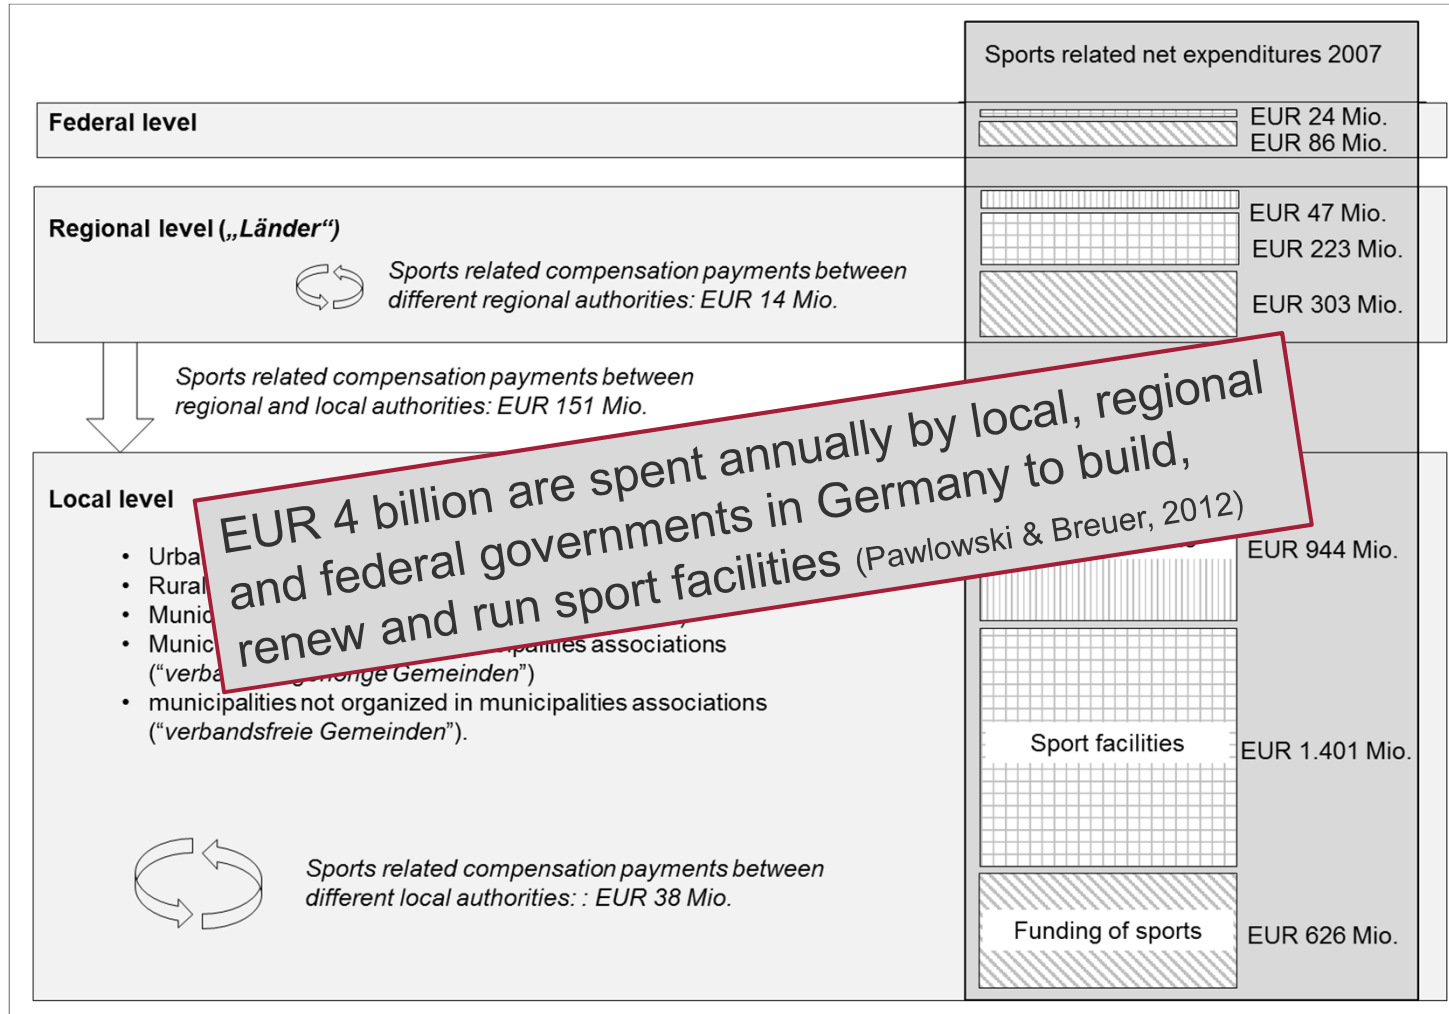 Sports related net expenditures 2007
Federal level
EUR 24 Mio.
EUR 86 Mio.
Regional level („Länder“)
EUR 47 Mio.
EUR 223 Mio.
Sports related compensation payments between
different regional authorities: EUR 14 Mio.
EUR 303 Mio.
Sports related compensation payments between
regional and local authorities: EUR 151 Mio.
EUR 4 billion are spent annually by local, regional
and federal governments in Germany to build,
renew and run sport facilities (Pawlowski & Breuer, 2012)
Local level
EUR 944 Mio.
•
• Rural
•
•
associations
Gemeinden”)
• municipalities not organized in municipalities associations
(“verbandsfreie Gemeinden”).
Sport facilities
EUR 1.401 Mio.
Sports related compensation payments between
different local authorities: : EUR 38 Mio.
Funding of sports
EUR 626 Mio.